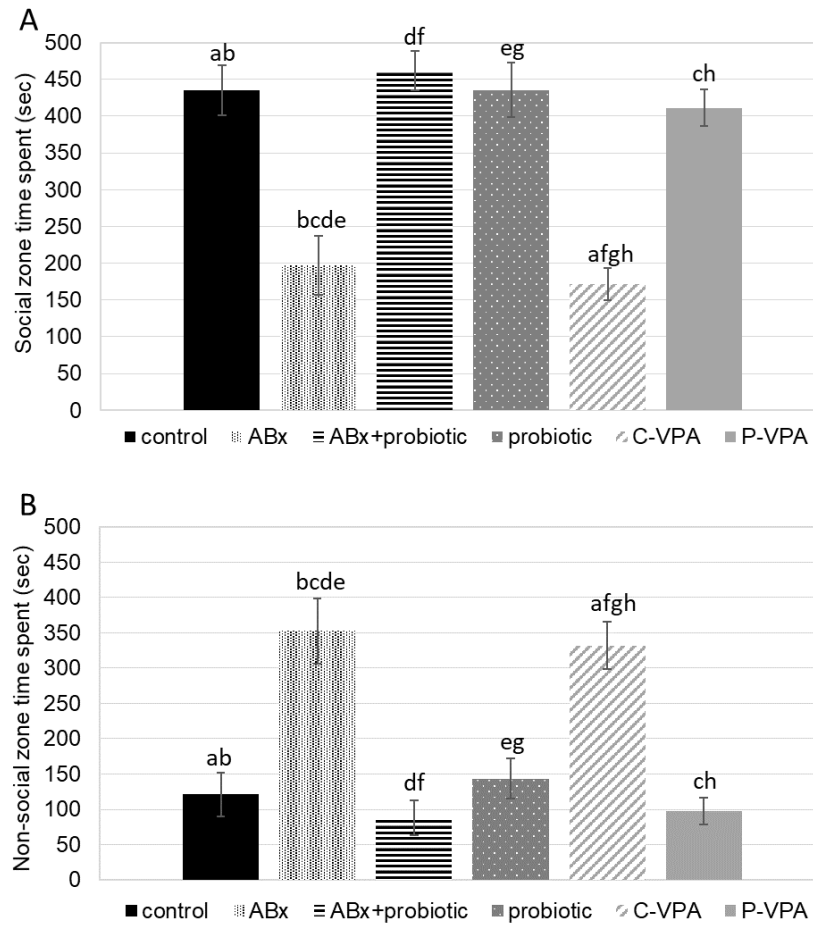 A
Social zone time spent (sec)
500
450
400
350
300
250
200
150
100
50
0
ab
bcde
df
eg
afgh
ch
control ABx ABx+probiotic probiotic C-VPA P-VPA
B
Non-social zone time spent (sec)
500
450
400
350
300
250
200
150
100
50
0
ab
bcde
df
eg
afgh
ch
control ABx ABx+probiotic probiotic C-VPA P-VPA